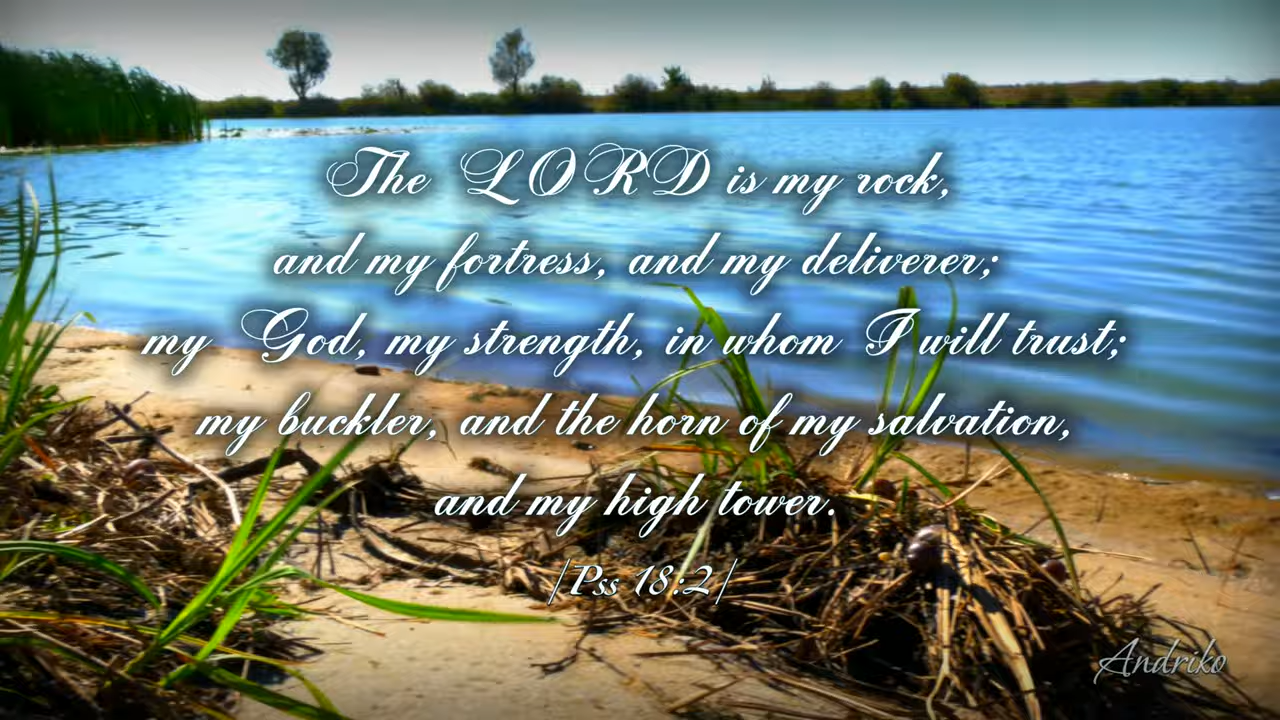 The LORD is my rock,
and my fortress, and my deliverer;
my God, my strength, in whom I will trust;
my buckler, and the horn of my salvation,
and my high tower.
/Pss 18:2/
Andriko